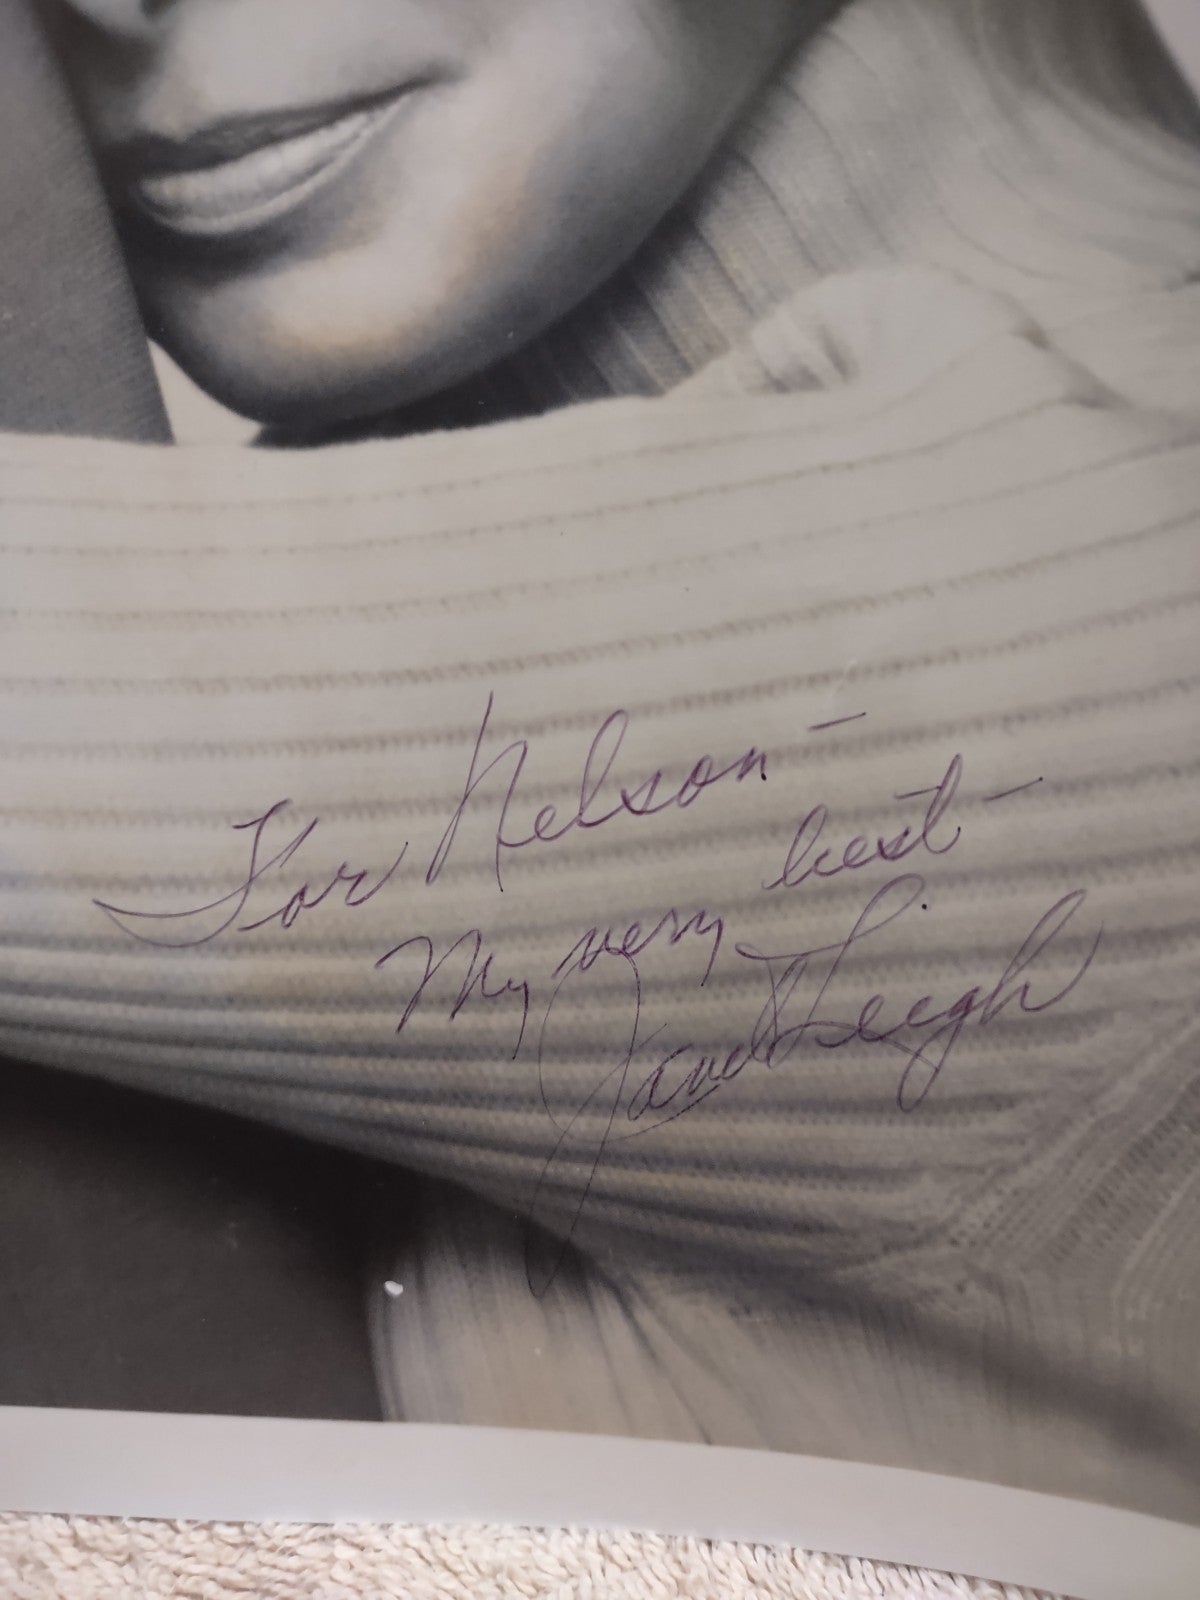 For Nelson —
My very best —
Janet Leigh